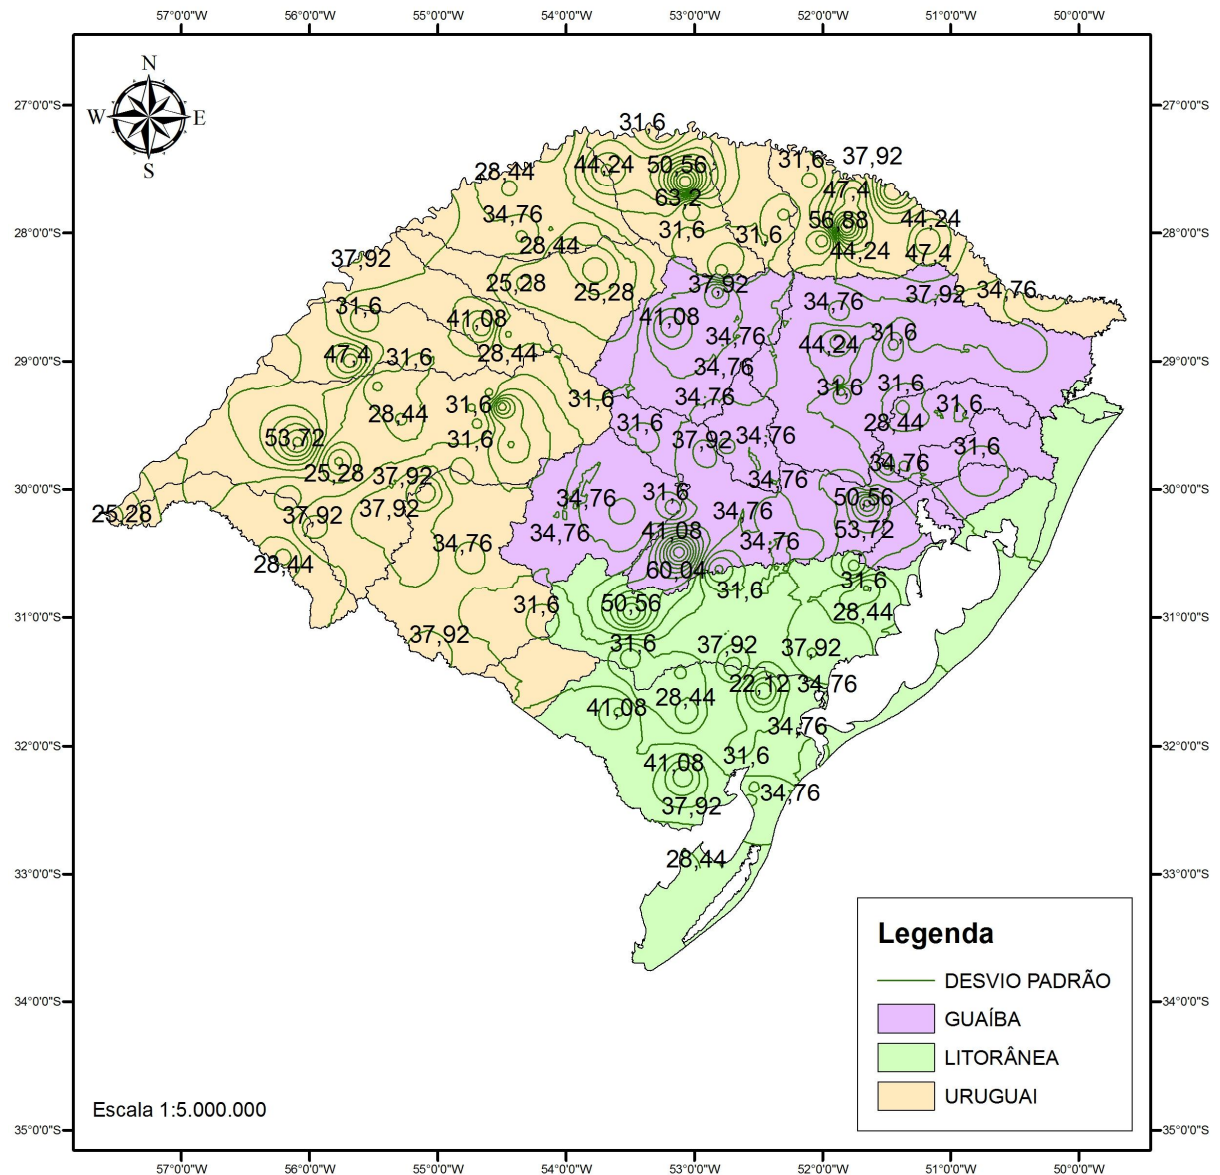 57°0'0"W 56°0'0"W 55°0'0"W 54°0'0"W 53°0'0"W 52°0'0"W 51°0'0"W 50°0'0"W
N
W E
S
27°0'0"S 27°0'0"S
31,6
28,44 44,24 50,56 31,6 37,92
63,2 47,4
34,76 31,6 31,6 56,88 44,24
28°0'0"S 28°0'0"S
28,44 44,24 47,4
37,92
25,28 25,28 37,92 34,76 37,92 34,76
31,6 41,08 41,08 34,76 44,24 31,6
29°0'0"S 29°0'0"S
47,4 31,6 28,44 34,76
31,6 31,6
28,44 31,6 31,6 34,76 28,44 31,6
53,72 31,6 31,6 37,92 34,76 31,6
25,28 37,92 34,76 34,76
30°0'0"S 30°0'0"S
25,28 37,92 37,92 34,76 31,6 34,76 50,56
34,76 34,76 41,08 34,76 53,72
28,44 60,04 31,6 31,6
31,6 50,56 28,44
31°0'0"S 31°0'0"S
37,92 31,6 37,92 37,92
41,08 28,44 22,12 34,76
34,76
32°0'0"S 32°0'0"S
41,08 31,6
37,92 34,76
28,44
33°0'0"S 33°0'0"S
Legenda
DESVIO PADRÃO
34°0'0"S 34°0'0"S
GUAÍBA
LITORÂNEA
URUGUAI
Escala 1:5.000.000
35°0'0"S 35°0'0"S
57°0'0"W 56°0'0"W 55°0'0"W 54°0'0"W 53°0'0"W 52°0'0"W 51°0'0"W 50°0'0"W